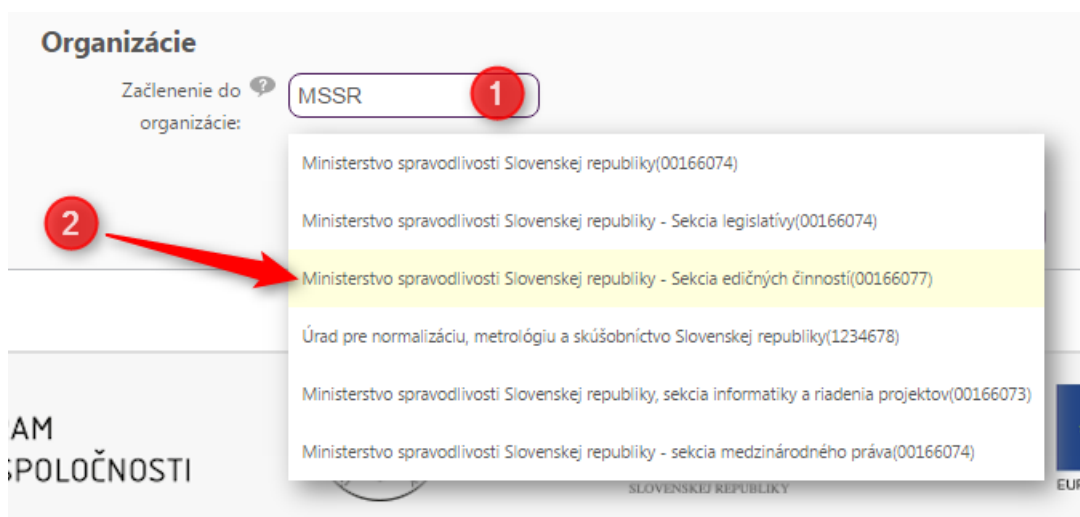 Organizácie
Začlenenie do ?
organizácie:
MSSR
1
Ministerstvo spravodlivosti Slovenskej republiky(00166074)
Ministerstvo spravodlivosti Slovenskej republiky - Sekcia legislatívy(00166074)
2
Ministerstvo spravodlivosti Slovenskej republiky - Sekcia edičných činností(00166077)
Úrad pre normalizáciu, metrológiu a skúšobníctvo Slovenskej republiky(1234678)
Ministerstvo spravodlivosti Slovenskej republiky, sekcia informatiky a riadenia projektov(00166073)
Ministerstvo spravodlivosti Slovenskej republiky - sekcia medzinárodného práva(00166074)
AM
SPOLOČNOSTI
SLOVENSKEJ REPUBLIKY
EUR